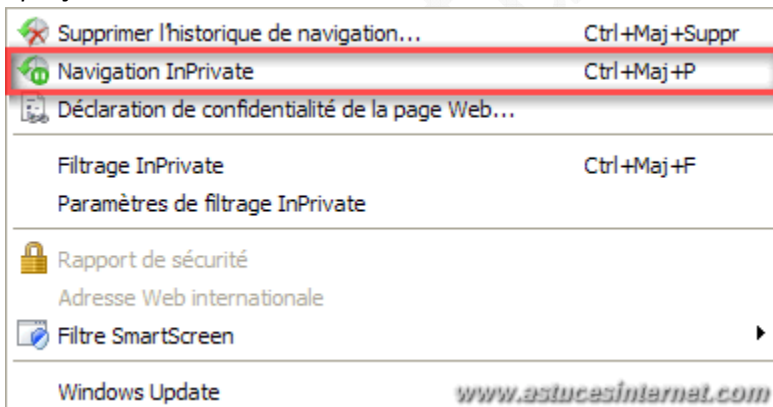 Supprimer l'historique de navigation... Ctrl+Maj+Suppr
Navigation InPrivate Ctrl+Maj+P
Déclaration de confidentialité de la page Web...
Filtrage InPrivate Ctrl+Maj+F
Paramètres de filtrage InPrivate
Rapport de sécurité
Adresse Web internationale
Filtre SmartScreen
Windows Update www.astucesinternet.com